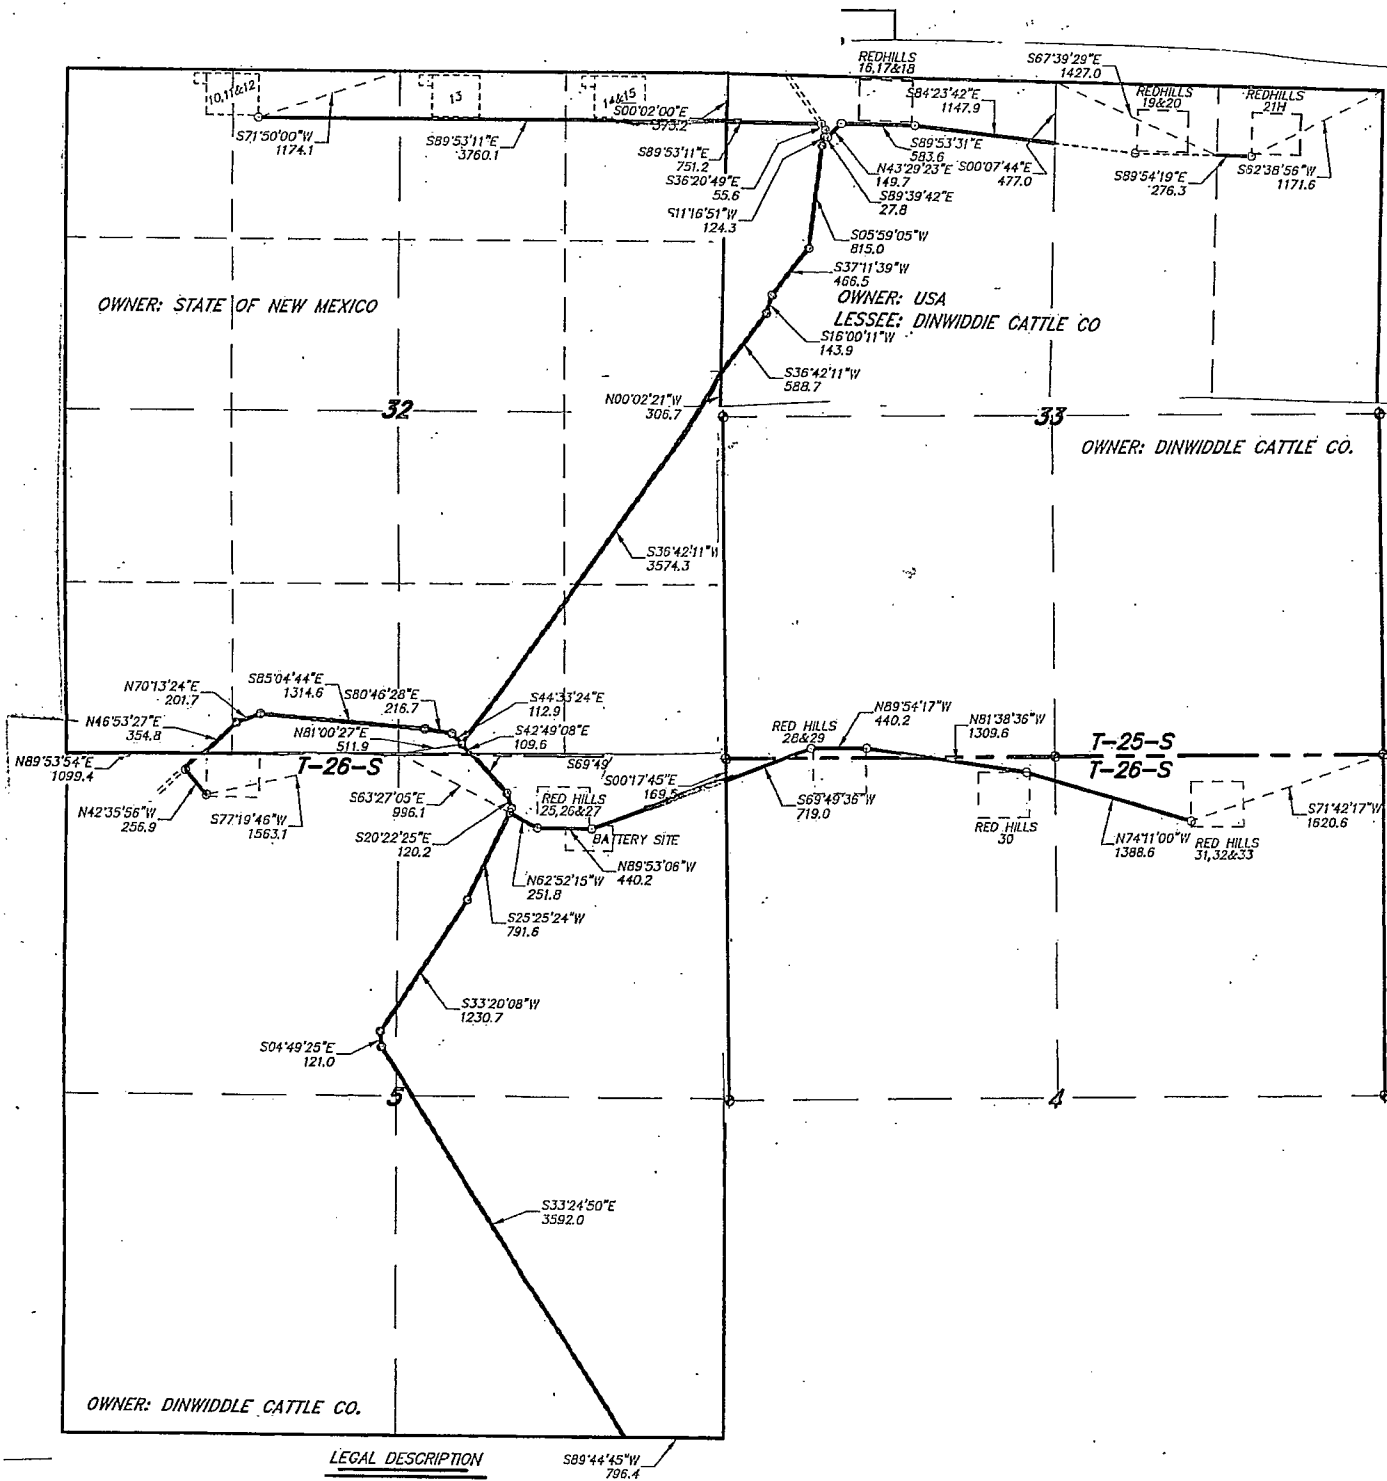 REDHILLS
16,17&18
S67°39'29"E
1427.0
10,11&12
13
14&15
S00°02'00"E
373.2
S84°23'42"E
1147.9
REDHILLS
19&20
REDHILLS
21H
S71°50'00"W
1174.1
S89°53'11"E
3760.1
S89°53'11"E
751.2
S36°20'49"E
55.6
S11°16'51"W
124.3
S89°53'31"E
583.6
N43°29'23"E
149.7
S89°39'42"E
27.8
S00°07'44"E
477.0
S89°54'19"E
276.3
S62°38'56"W
1171.6
S05°59'05"W
815.0
S37°11'39"W
466.5
OWNER: STATE OF NEW MEXICO
OWNER: USA
LESSEE: DINWIDDIE CATTLE CO
S16°00'11"W
143.9
S36°42'11"W
588.7
N00°02'21"W
306.7
32
33
OWNER: DINWIDDLE CATTLE CO.
S36°42'11"W
3574.3
N70°13'24"E
201.7
S85°04'44"E
1314.6
S80°46'28"E
216.7
S44°33'24"E
112.9
N46°53'27"E
354.8
N81°00'27"E
511.9
S42°49'08"E
109.6
RED HILLS
28&29
N89°54'17"W
440.2
N81°38'36"W
1309.6
N89°53'54"E
1099.4
T-26-S
S69°49'
S00°17'45"E
169.5
T-25-S
T-26-S
N42°35'56"W
256.9
S77°19'46"W
1563.1
S63°27'05"E
996.1
RED HILLS
25,26&27
S69°49'36"W
719.0
S20°22'25"E
120.2
BATTERY SITE
RED HILLS
30
N74°11'00"W
1388.6
RED HILLS
31,32&33
S71°42'17"W
1620.6
N62°52'15"W
251.8
N89°53'06"W
440.2
S25°25'24"W
791.6
S33°20'08"W
1230.7
S04°49'25"E
121.0
5
4
S33°24'50"E
3592.0
OWNER: DINWIDDLE CATTLE CO.
LEGAL DESCRIPTION
S89°44'45"W
796.4